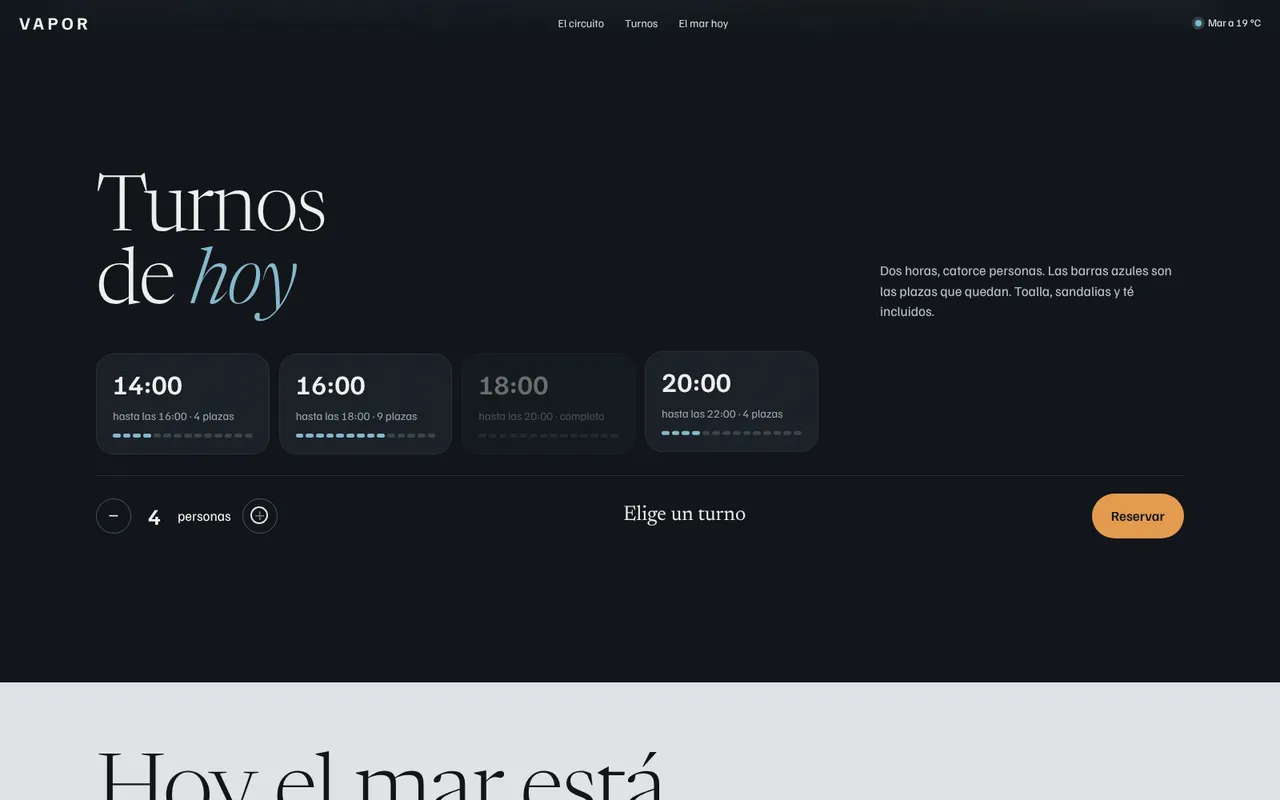 VAPOR
El circuito
Turnos
El mar hoy
Mar a 19 °C
Turnos
de hoy
Dos horas, catorce personas. Las barras azules son
las plazas que quedan. Toalla, sandalias y té
incluidos.
14:00
hasta las 16:00 · 4 plazas
16:00
hasta las 18:00 · 9 plazas
18:00
hasta las 20:00 · completo
20:00
hasta las 22:00 · 4 plazas
− 4 personas +
Elige un turno
Reservar
Hoy el mar está